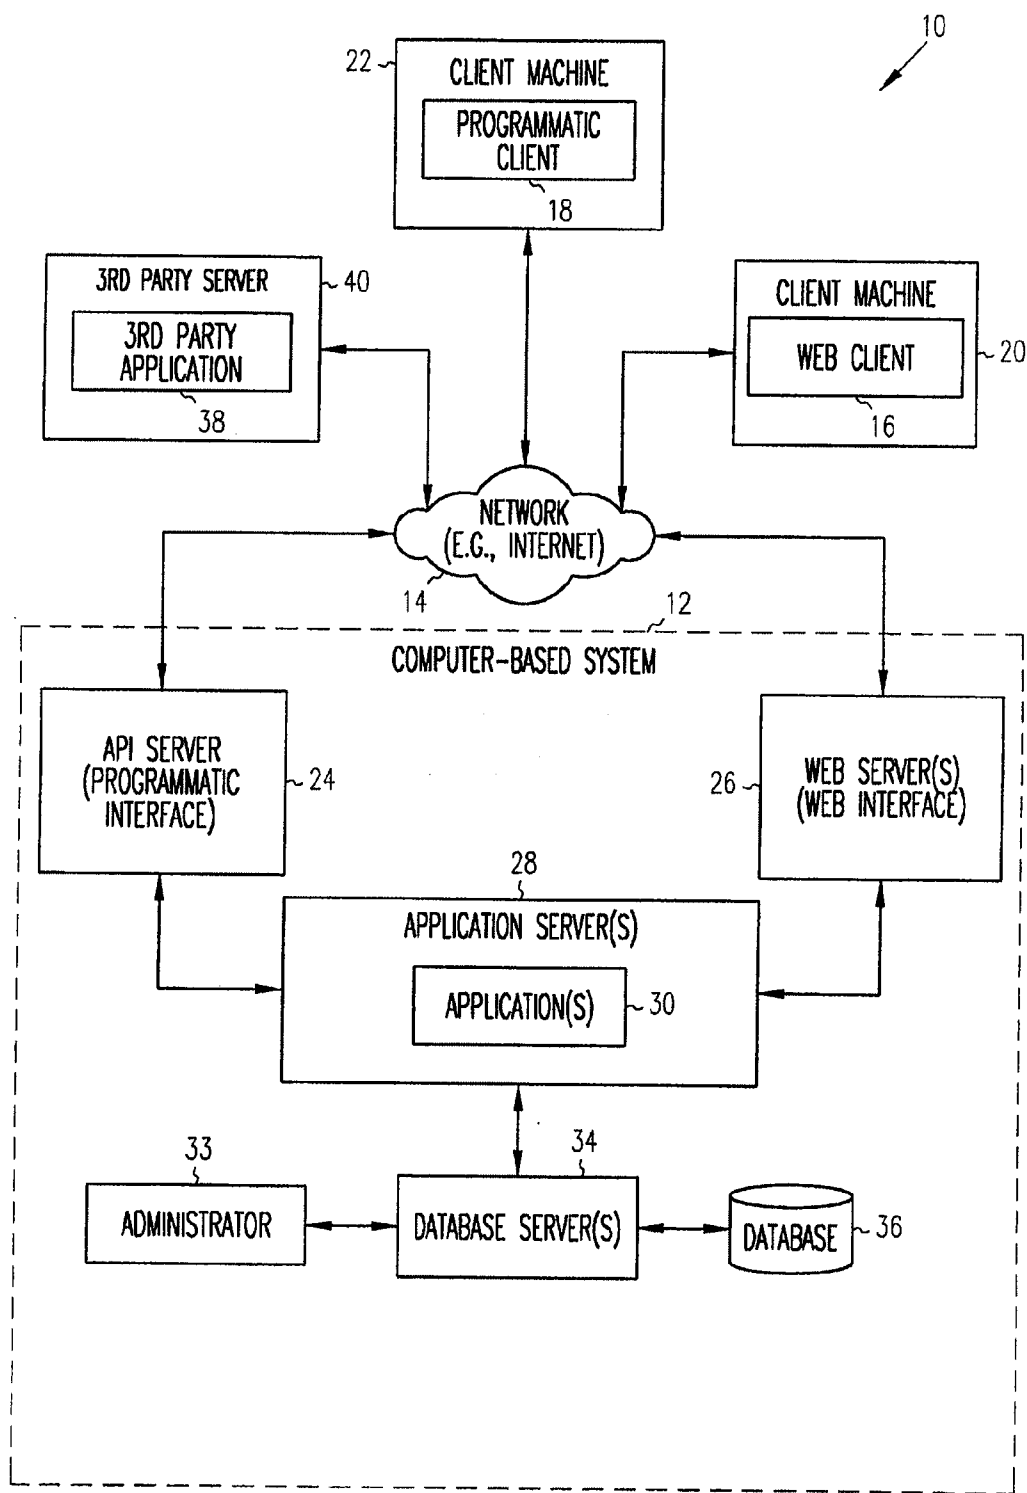 10
22
CLIENT MACHINE
PROGRAMMATIC
CLIENT
18
3RD PARTY SERVER
40
3RD PARTY
APPLICATION
38
CLIENT MACHINE
WEB CLIENT
20
16
NETWORK
(E.G., INTERNET)
14
12
COMPUTER-BASED SYSTEM
API SERVER
(PROGRAMMATIC
INTERFACE)
24
26
WEB SERVER(S)
(WEB INTERFACE)
28
APPLICATION SERVER(S)
APPLICATION(S)
30
33
ADMINISTRATOR
34
DATABASE SERVER(S)
DATABASE
36